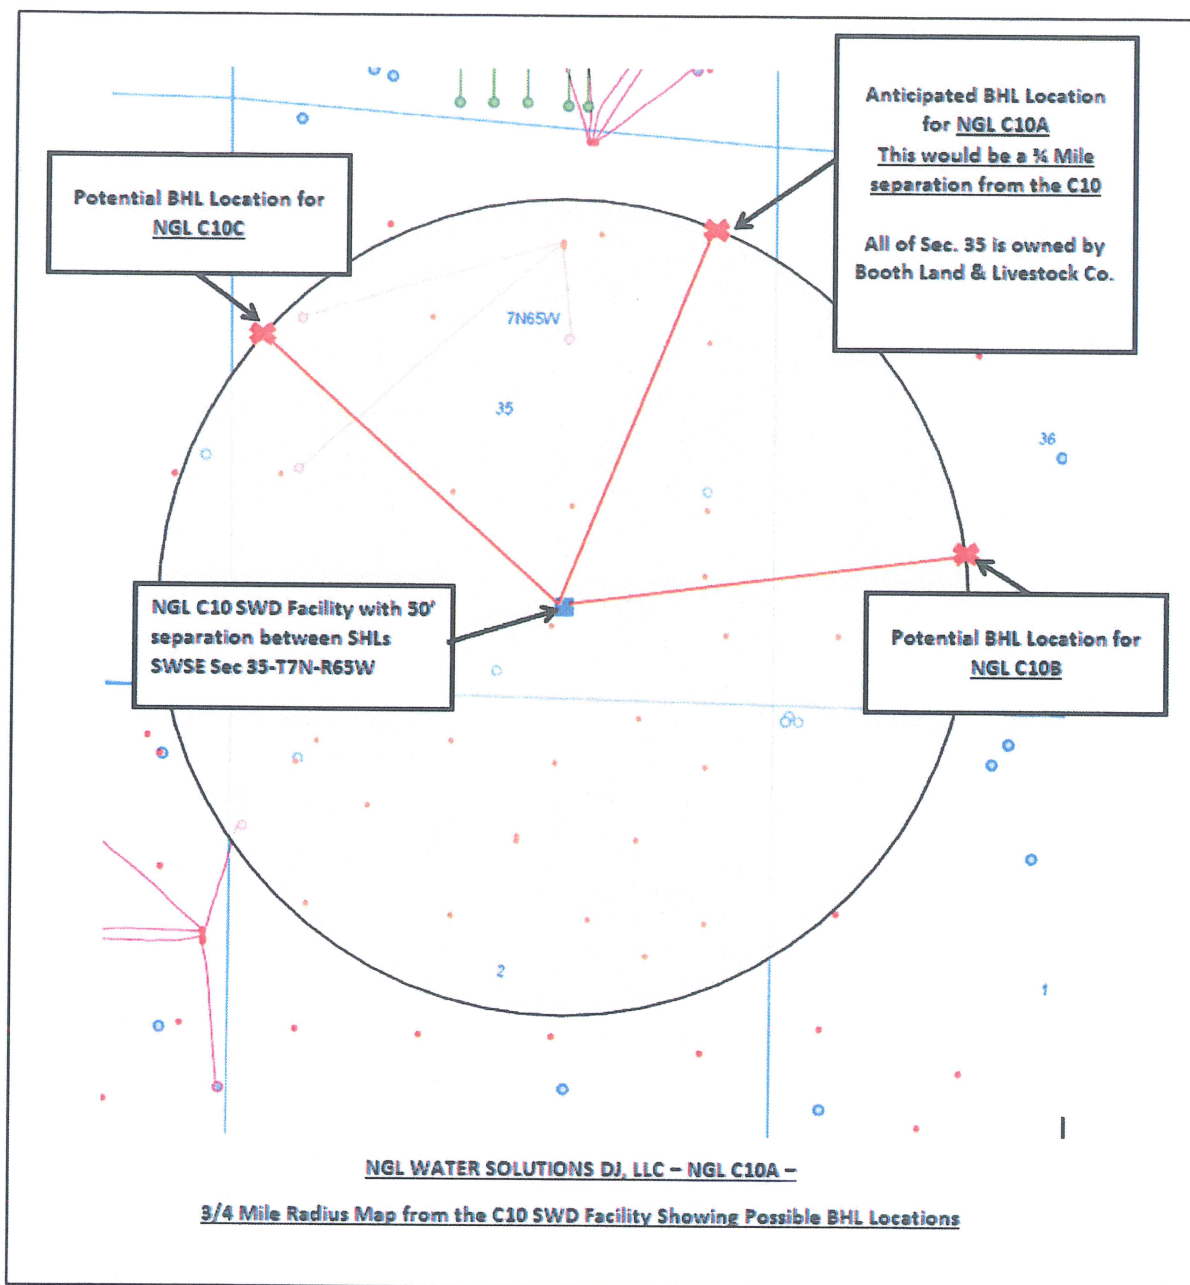 Anticipated BHL Location
for NGL C10A
This would be a ¾ Mile
separation from the C10
All of Sec. 35 is owned by
Booth Land & Livestock Co.
Potential BHL Location for
NGL C10C
7N65W
35
36
NGL C10 SWD Facility with 50'
separation between SHLs
SWSE Sec 35-T7N-R65W
Potential BHL Location for
NGL C10B
2
1
NGL WATER SOLUTIONS DJ, LLC – NGL C10A –
3/4 Mile Radius Map from the C10 SWD Facility Showing Possible BHL Locations